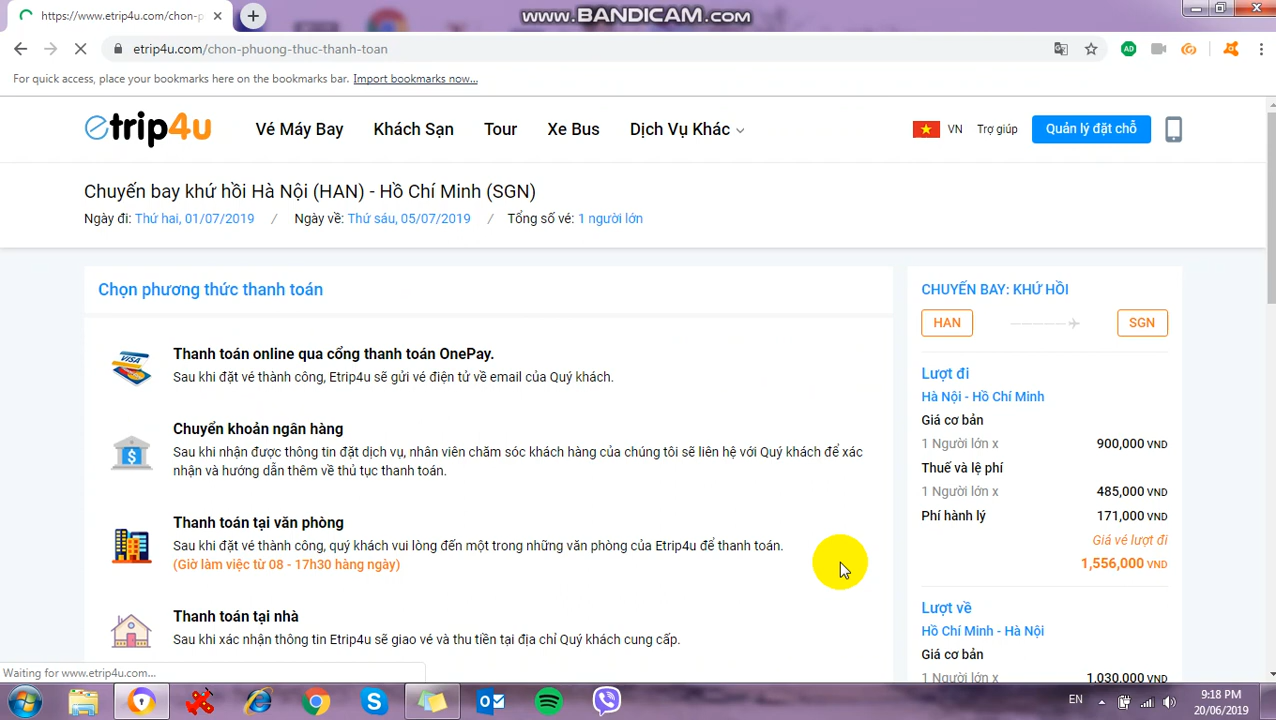 www.BANDICAM.com
https://www.etrip4u.com/chon-p
etrip4u.com/chon-phuong-thuc-thanh-toan
For quick access, place your bookmarks here on the bookmarks bar. Import bookmarks now...
etrip4u
Vé Máy Bay
Khách Sạn
Tour
Xe Bus
Dịch Vụ Khác
VN
Trợ giúp
Quản lý đặt chỗ
Chuyến bay khứ hồi Hà Nội (HAN) - Hồ Chí Minh (SGN)
Ngày đi: Thứ hai, 01/07/2019 / Ngày về: Thứ sáu, 05/07/2019 / Tổng số vé: 1 người lớn
Chọn phương thức thanh toán
Thanh toán online qua cổng thanh toán OnePay.
Sau khi đặt vé thành công, Etrip4u sẽ gửi vé điện tử về email của Quý khách.
Chuyển khoản ngân hàng
Sau khi nhận được thông tin đặt dịch vụ, nhân viên chăm sóc khách hàng của chúng tôi sẽ liên hệ với Quý khách để xác
nhận và hướng dẫn thêm về thủ tục thanh toán.
Thanh toán tại văn phòng
Sau khi đặt vé thành công, quý khách vui lòng đến một trong những văn phòng của Etrip4u để thanh toán.
(Giờ làm việc từ 08 - 17h30 hàng ngày)
Thanh toán tại nhà
Sau khi xác nhận thông tin Etrip4u sẽ giao vé và thu tiền tại địa chỉ Quý khách cung cấp.
CHUYẾN BAY: KHỨ HỒI
HAN
SGN
Lượt đi
Hà Nội - Hồ Chí Minh
Giá cơ bản
1 Người lớn x 900,000 VND
Thuế và lệ phí
1 Người lớn x 485,000 VND
Phí hành lý 171,000 VND
Giá vé lượt đi
1,556,000 VND
Lượt về
Hồ Chí Minh - Hà Nội
Giá cơ bản
1,030,000 VND
Waiting for www.etrip4u.com...
EN
9:18 PM
20/06/2019